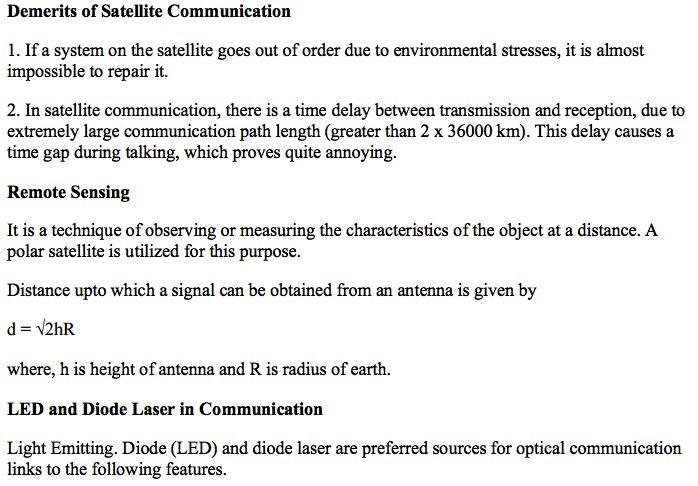 Demerits of Satellite Communication
1. If a system on the satellite goes out of order due to environmental stresses, it is almost
impossible to repair it.
2. In satellite communication, there is a time delay between transmission and reception, due to
extremely large communication path length (greater than 2 x 36000 km). This delay causes a
time gap during talking, which proves quite annoying.
Remote Sensing
It is a technique of observing or measuring the characteristics of the object at a distance. A
polar satellite is utilized for this purpose.
Distance upto which a signal can be obtained from an antenna is given by
d = √2hR
where, h is height of antenna and R is radius of earth.
LED and Diode Laser in Communication
Light Emitting. Diode (LED) and diode laser are preferred sources for optical communication
links to the following features.